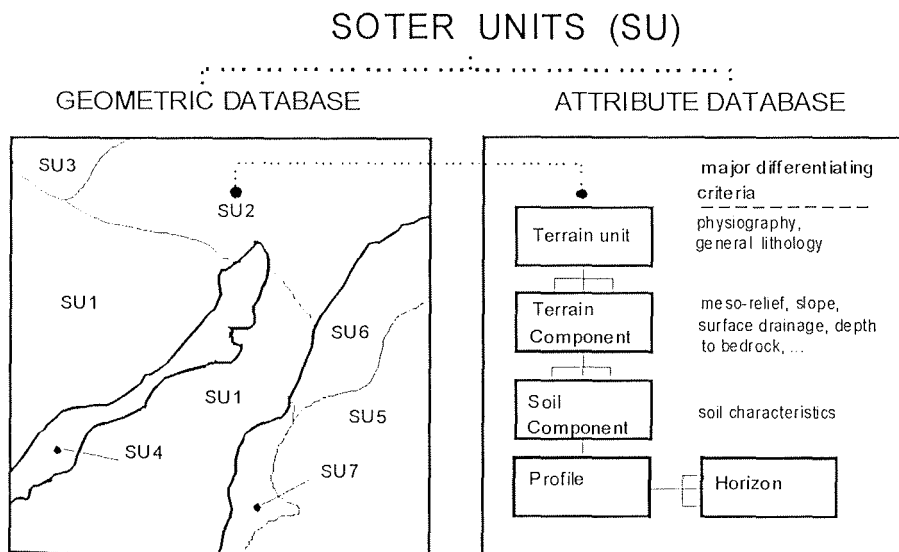 SOTER UNITS (SU)
GEOMETRIC DATABASE
ATTRIBUTE DATABASE
SU3
SU2
SU1
SU6
SU1
SU5
SU4
SU7
major differentiating
criteria
Terrain unit
physiography,
general lithology
Terrain
Component
meso-relief, slope,
surface drainage, depth
to bedrock, ...
Soil
Component
soil characteristics
Profile
Horizon